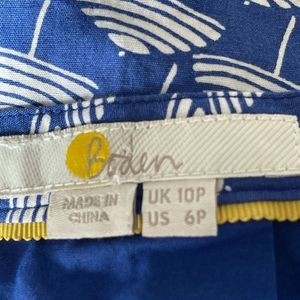 Boden
MADE IN
CHINA
UK 10P
US 6P